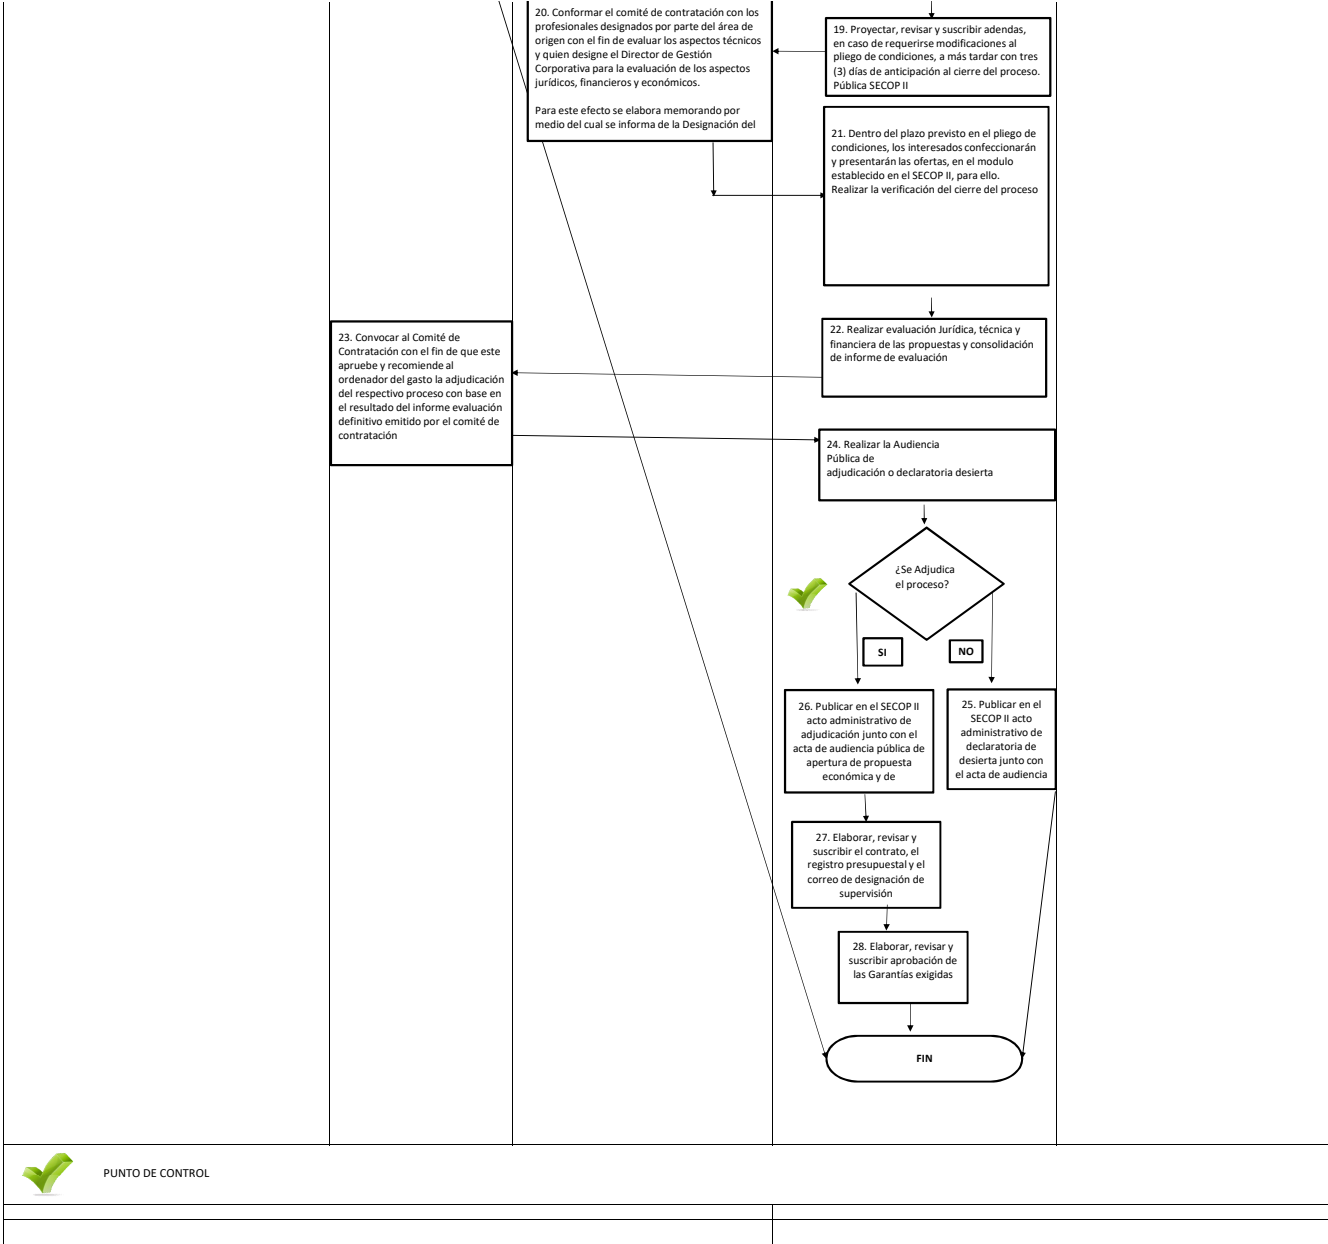 20. Conformar el comité de contratación con los
profesionales designados por parte del área de
origen con el fin de evaluar los aspectos técnicos
y quien designe el Director de Gestión
Corporativa para la evaluación de los aspectos
jurídicos, financieros y económicos.
Para este efecto se elabora memorando por
medio del cual se informa de la Designación del
19. Proyectar, revisar y suscribir adendas,
en caso de requerirse modificaciones al
pliego de condiciones, a más tardar con tres
(3) días de anticipación al cierre del proceso.
Pública SECOP II
21. Dentro del plazo previsto en el pliego de
condiciones, los interesados confeccionarán
y presentarán las ofertas, en el modulo
establecido en el SECOP II, para ello.
Realizar la verificación del cierre del proceso
22. Realizar evaluación Jurídica, técnica y
financiera de las propuestas y consolidación
de informe de evaluación
23. Convocar al Comité de
Contratación con el fin de que este
apruebe y recomiende al
ordenador del gasto la adjudicación
del respectivo proceso con base en
el resultado del informe evaluación
definitivo emitido por el comité de
contratación
24. Realizar la Audiencia
Pública de
adjudicación o declaratoria desierta
¿Se Adjudica
el proceso?
SI
NO
26. Publicar en el SECOP II
acto administrativo de
adjudicación junto con el
acta de audiencia pública de
apertura de propuesta
económica y de
25. Publicar en el
SECOP II acto
administrativo de
declaratoria de
desierta junto con
el acta de audiencia
27. Elaborar, revisar y
suscribir el contrato, el
registro presupuestal y el
correo de designación de
supervisión
28. Elaborar, revisar y
suscribir aprobación de
las Garantías exigidas
FIN
PUNTO DE CONTROL